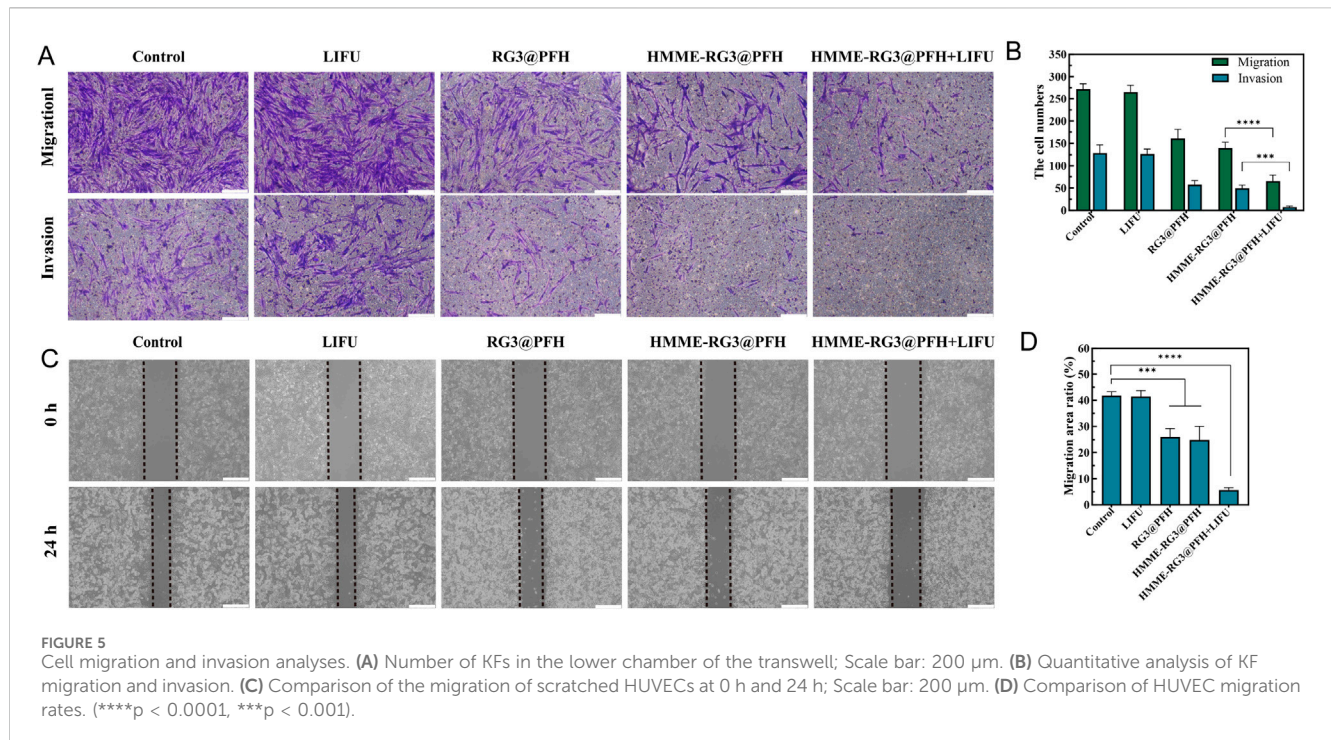 A
Control
LIFU
RG3@PFH
HMME-RG3@PFH
HMME-RG3@PFH+LIFU
Migrationl
Invasion
B
Migration
Invasion
The cell numbers
300
250
200
150
100
50
0
****
***
Control
LIFU
RG3@PFH
HMME-RG3@PFH
HMME-RG3@PFH+LIFU
C
Control
LIFU
RG3@PFH
HMME-RG3@PFH
HMME-RG3@PFH+LIFU
0 h
24 h
D
Migration area ratio (%)
60
50
40
30
20
10
0
****
***
Control
LIFU
RG3@PFH
HMME-RG3@PFH
HMME-RG3@PFH+LIFU
FIGURE 5
Cell migration and invasion analyses. (A) Number of KFs in the lower chamber of the transwell; Scale bar: 200 µm. (B) Quantitative analysis of KF
migration and invasion. (C) Comparison of the migration of scratched HUVECs at 0 h and 24 h; Scale bar: 200 µm. (D) Comparison of HUVEC migration
rates. (****p < 0.0001, ***p < 0.001).